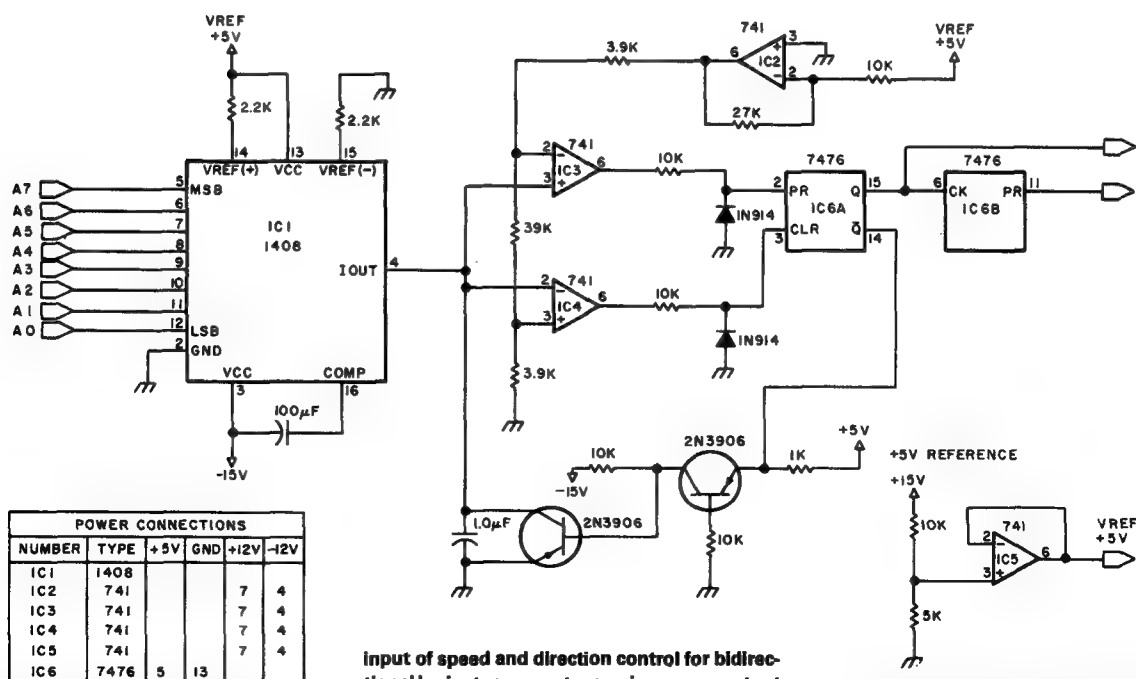 VREF
+5V
2.2K
2.2K
14
13
15
VREF(+)
VCC
VREF(-)
A7
A6
A5
A4
A3
A2
A1
A0
5
6
7
8
9
10
11
12
2
MSB
LSB
GND
IC1
1408
IOUT
4
VCC
3
COMP
16
100µF
-15V
3.9K
741
6
3
+
IC2
2
-
27K
10K
VREF
+5V
741
2
-
IC3
3
+
6
10K
1N914
39K
741
2
-
IC4
3
+
6
10K
1N914
3.9K
7476
2
PR
Q
15
IC6A
3
CLR
Q̅
14
7476
6
CK
PR
11
IC6B
10K
-15V
2N3906
1K
+5V
10K
1.0µF
2N3906
+5V REFERENCE
+15V
10K
741
2
-
IC5
3
+
6
5K
VREF
+5V
POWER CONNECTIONS
NUMBER TYPE +5V GND +12V -12V
IC1 1408
IC2 741 7 4
IC3 741 7 4
IC4 741 7 4
IC5 741 7 4
IC6 7476 5 13
input of speed and direction control for bidirec-